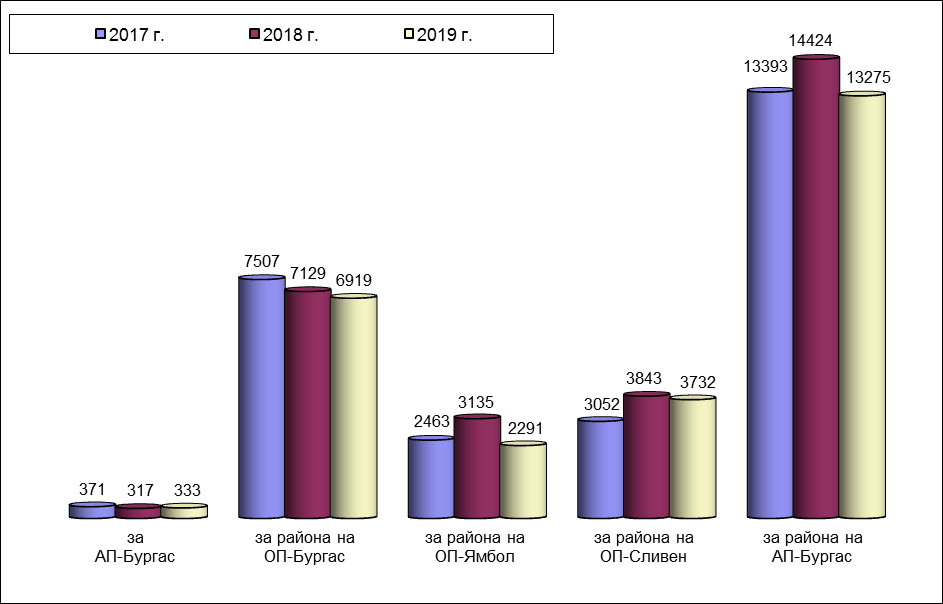 2017 г. 2018 г. 2019 г.
371 317 333
7507 7129 6919
2463 3135 2291
3052 3843 3732
13393 14424 13275
за
АП-Бургас
за района на
ОП-Бургас
за района на
ОП-Ямбол
за района на
ОП-Сливен
за района на
АП-Бургас